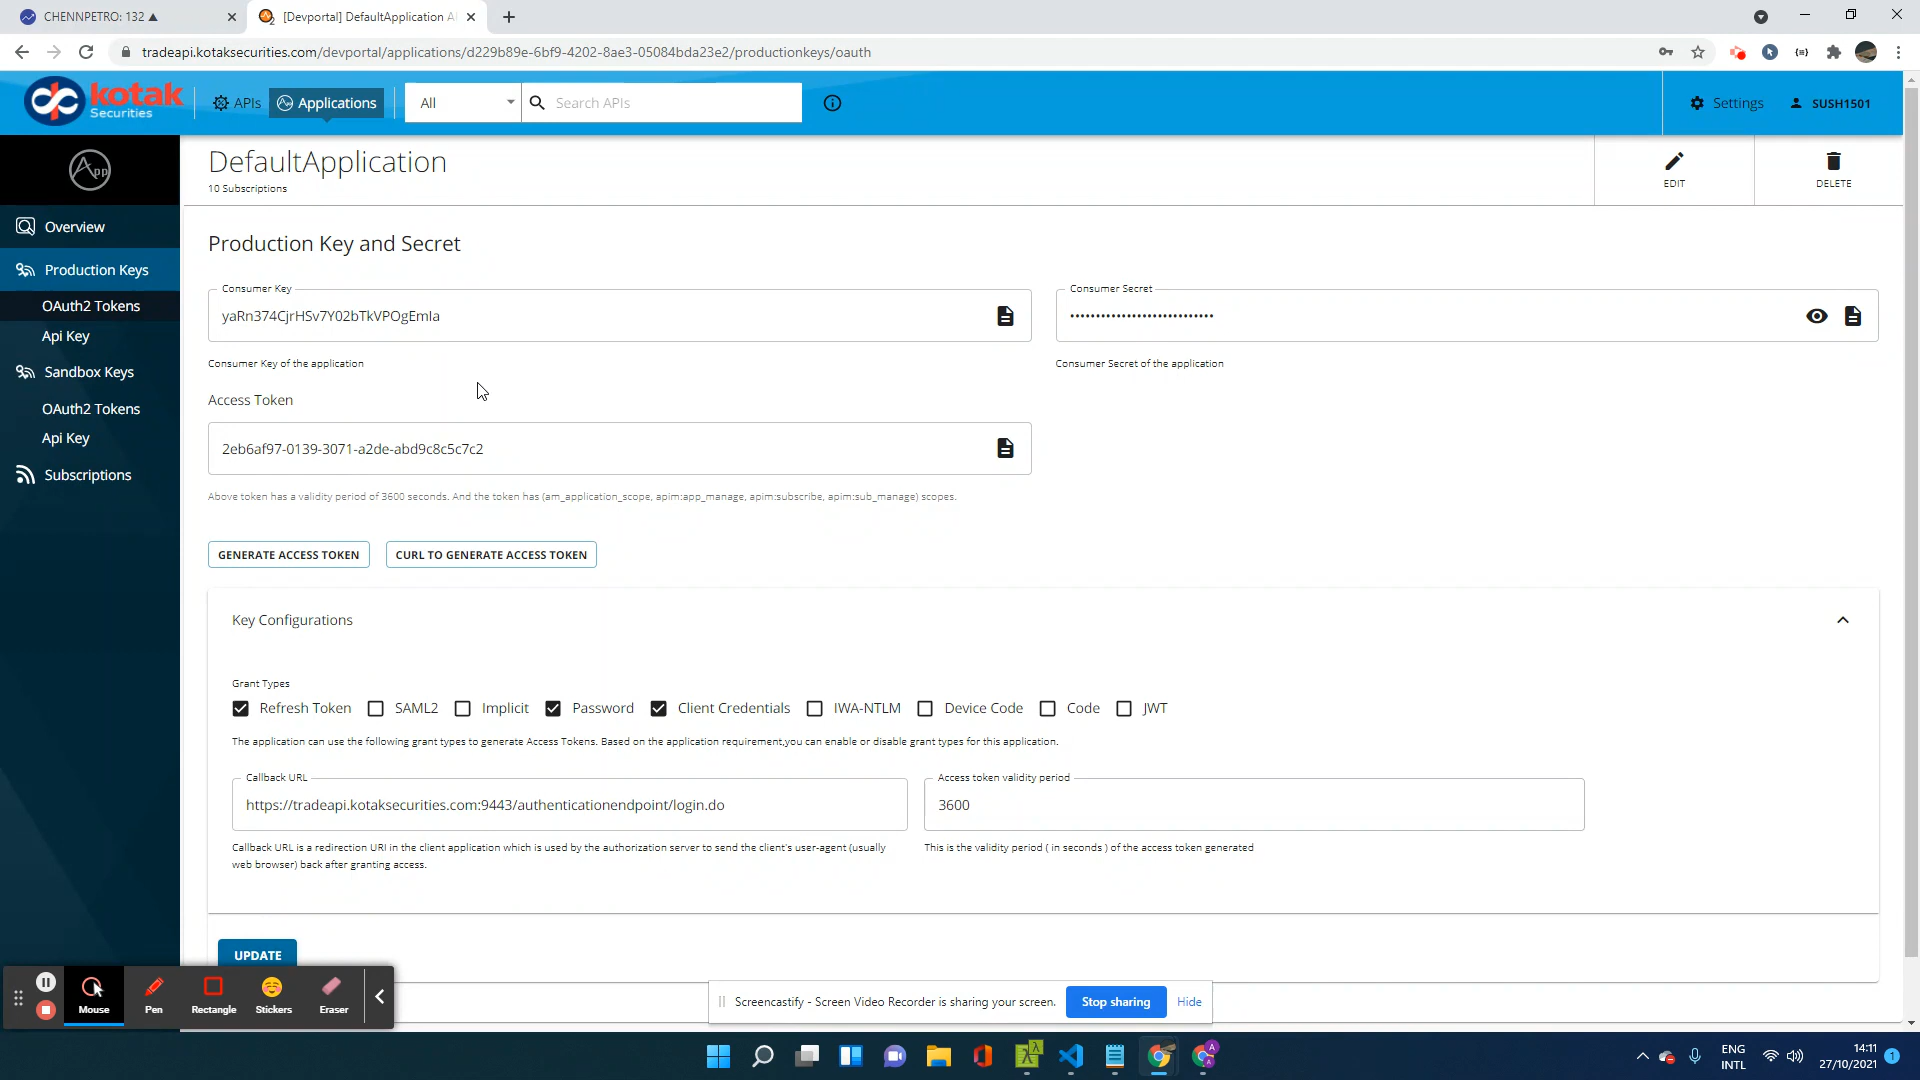 CHENNPETRO: 132 ▲
[Devportal] DefaultApplication A
tradeapi.kotaksecurities.com/devportal/applications/d229b89e-6bf9-4202-8ae3-05084bda23e2/productionkeys/oauth
kotak
Securities
APIs
Applications
All
Search APIs
Settings
SUSH1501
App
DefaultApplication
10 Subscriptions
EDIT
DELETE
Overview
Production Keys
OAuth2 Tokens
Api Key
Sandbox Keys
OAuth2 Tokens
Api Key
Subscriptions
Production Key and Secret
Consumer Key
yaRn374CjrHSv7Y02bTkVPOgEmla
Consumer Key of the application
Consumer Secret
••••••••••••••••••••••••••••
Consumer Secret of the application
Access Token
2eb6af97-0139-3071-a2de-abd9c8c5c7c2
Above token has a validity period of 3600 seconds. And the token has (am_application_scope, apim:app_manage, apim:subscribe, apim:sub_manage) scopes.
GENERATE ACCESS TOKEN
CURL TO GENERATE ACCESS TOKEN
Key Configurations
Grant Types
Refresh Token SAML2 Implicit Password Client Credentials IWA-NTLM Device Code Code JWT
The application can use the following grant types to generate Access Tokens. Based on the application requirement,you can enable or disable grant types for this application.
Callback URL
https://tradeapi.kotaksecurities.com:9443/authenticationendpoint/login.do
Callback URL is a redirection URI in the client application which is used by the authorization server to send the client's user-agent (usually
web browser) back after granting access.
Access token validity period
3600
This is the validity period ( in seconds ) of the access token generated
UPDATE
Mouse
Pen
Rectangle
Stickers
Eraser
Screencastify - Screen Video Recorder is sharing your screen.
Stop sharing
Hide
A
ENG
INTL
14:11
27/10/2021
1